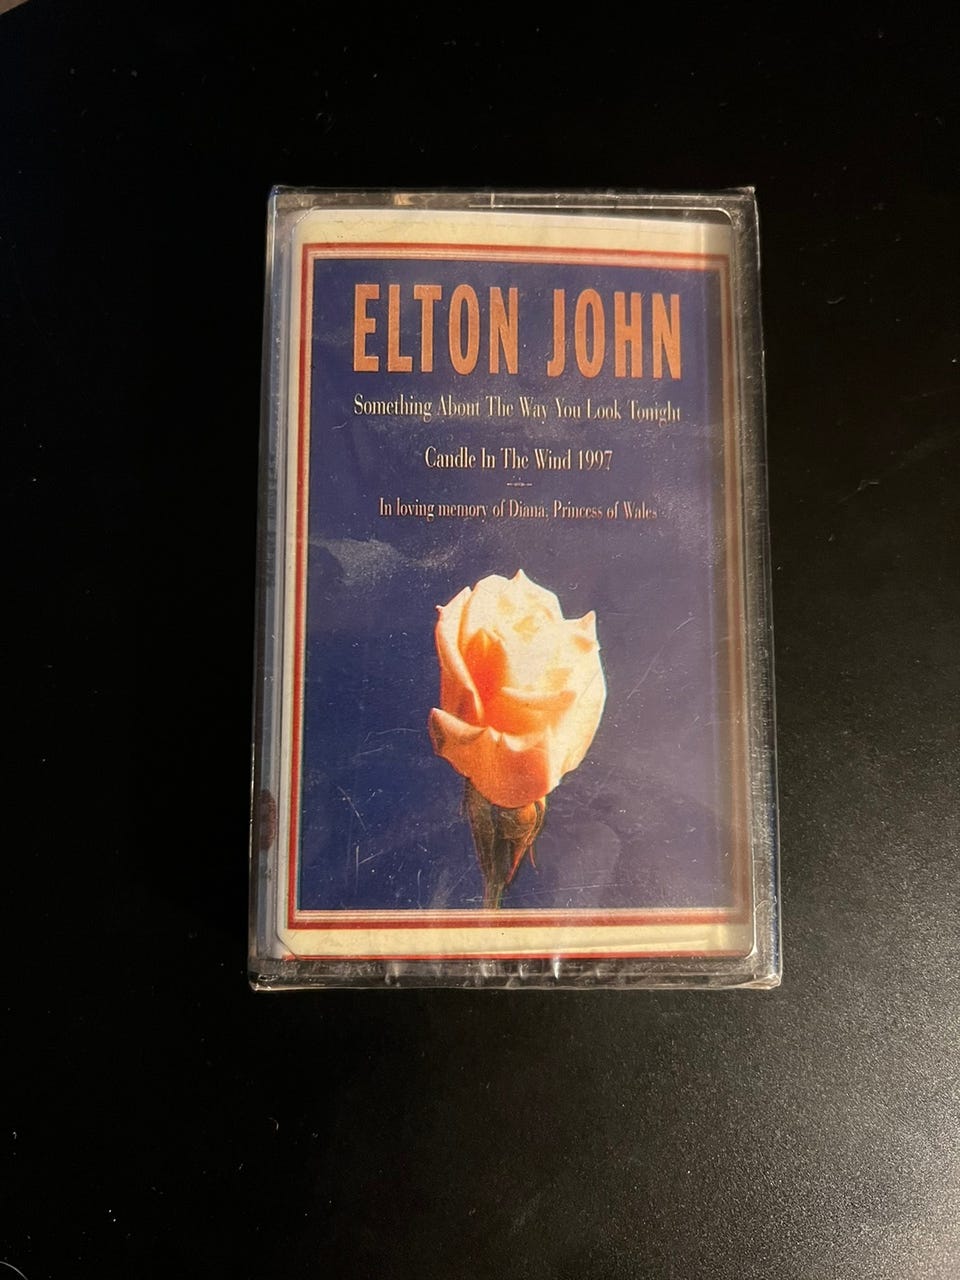 ELTON JOHN
Something About The Way You Look Tonight
Candle In The Wind 1997
In loving memory of Diana, Princess of Wales